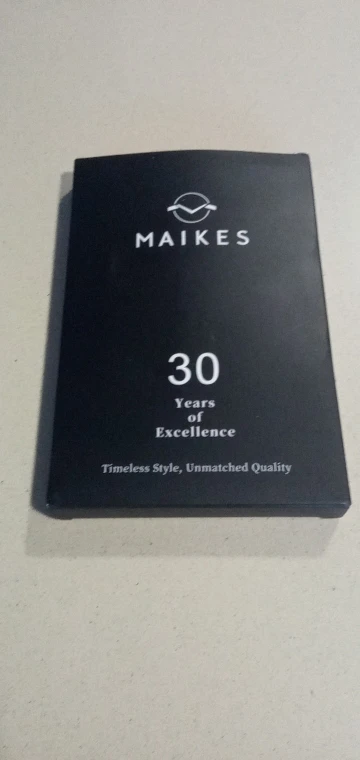 MAIKES
30
Years
of
Excellence
Timeless Style, Unmatched Quality